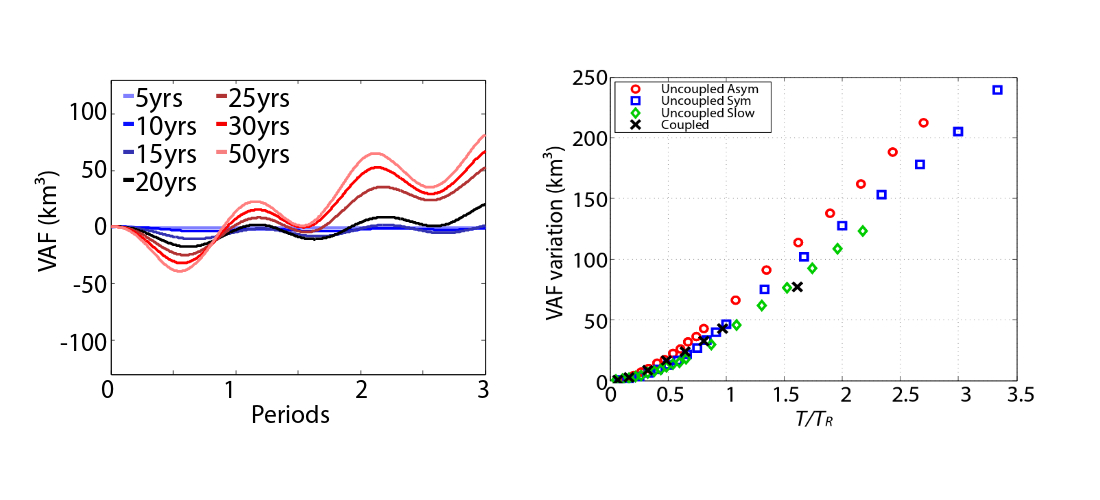 100
50
0
-50
-100
VAF (km³)
5yrs
10yrs
15yrs
20yrs
25yrs
30yrs
50yrs
0 1 2 3
Periods
250
200
150
100
50
0
VAF variation (km³)
Uncoupled Asym
Uncoupled Sym
Uncoupled Slow
Coupled
0 0.5 1 1.5 2 2.5 3 3.5
T/TR